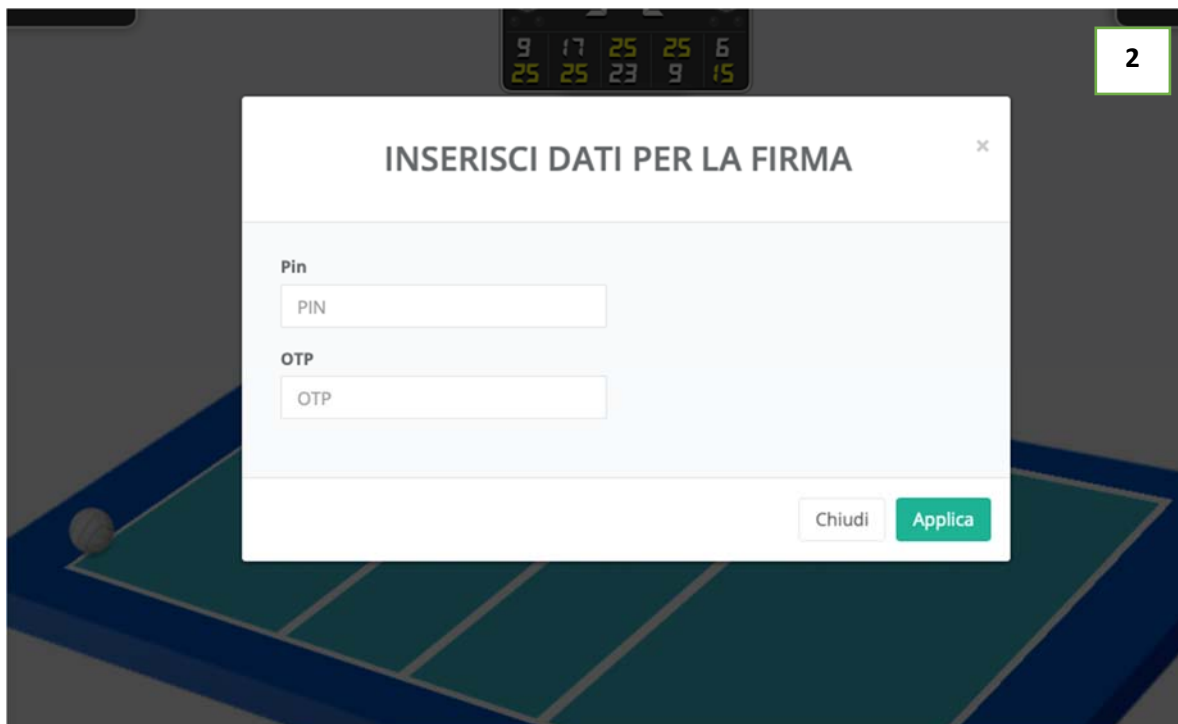 9 17 25 25 6
25 25 23 9 15
2
INSERISCI DATI PER LA FIRMA
×
Pin
PIN
OTP
OTP
Chiudi
Applica